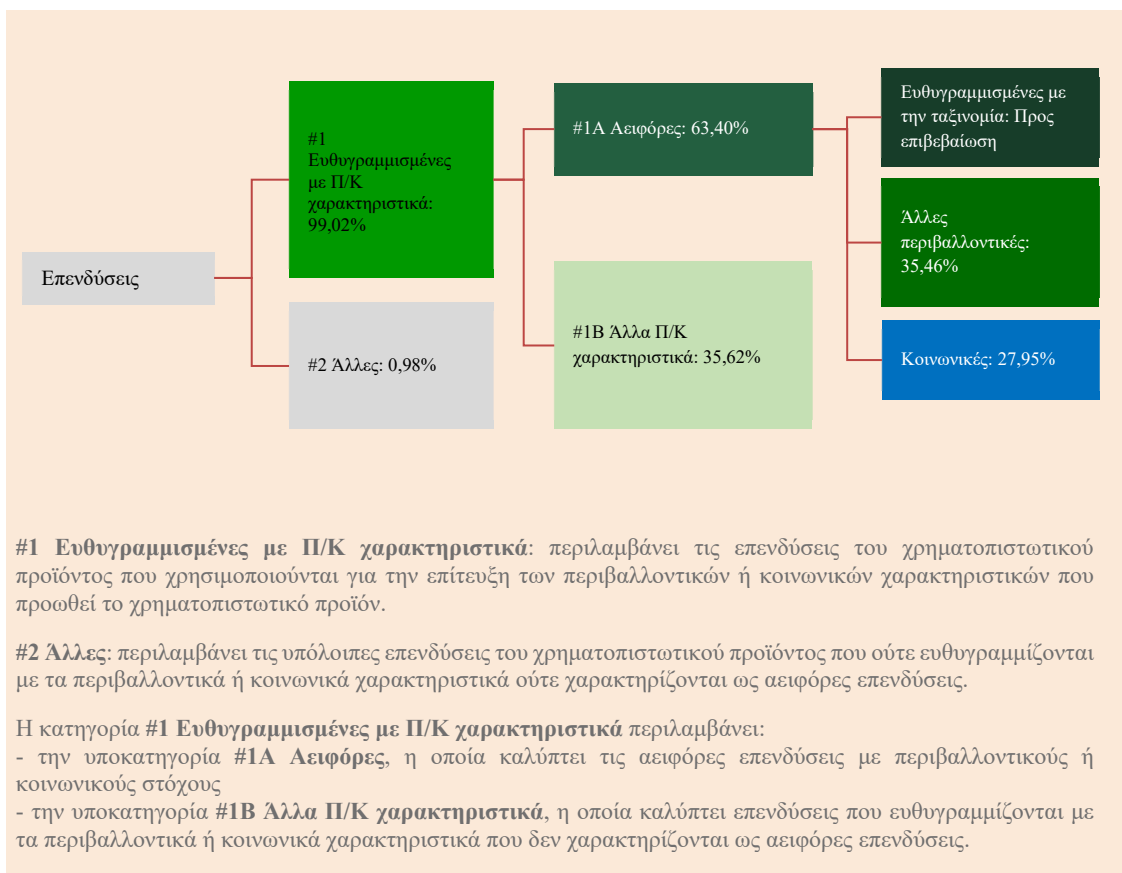 Επενδύσεις
#1
Ευθυγραμμισμένες
με Π/Κ
χαρακτηριστικά:
99,02%
#2 Άλλες: 0,98%
#1Α Αειφόρες: 63,40%
#1Β Άλλα Π/Κ
χαρακτηριστικά: 35,62%
Ευθυγραμμισμένες με
την ταξινομία: Προς
επιβεβαίωση
Άλλες
περιβαλλοντικές:
35,46%
Κοινωνικές: 27,95%
#1 Ευθυγραμμισμένες με Π/Κ χαρακτηριστικά: περιλαμβάνει τις επενδύσεις του χρηματοπιστωτικού
προϊόντος που χρησιμοποιούνται για την επίτευξη των περιβαλλοντικών ή κοινωνικών χαρακτηριστικών που
προωθεί το χρηματοπιστωτικό προϊόν.
#2 Άλλες: περιλαμβάνει τις υπόλοιπες επενδύσεις του χρηματοπιστωτικού προϊόντος που ούτε ευθυγραμμίζονται
με τα περιβαλλοντικά ή κοινωνικά χαρακτηριστικά ούτε χαρακτηρίζονται ως αειφόρες επενδύσεις.
Η κατηγορία #1 Ευθυγραμμισμένες με Π/Κ χαρακτηριστικά περιλαμβάνει:
- την υποκατηγορία #1Α Αειφόρες, η οποία καλύπτει τις αειφόρες επενδύσεις με περιβαλλοντικούς ή
κοινωνικούς στόχους
- την υποκατηγορία #1Β Άλλα Π/Κ χαρακτηριστικά, η οποία καλύπτει επενδύσεις που ευθυγραμμίζονται με
τα περιβαλλοντικά ή κοινωνικά χαρακτηριστικά που δεν χαρακτηρίζονται ως αειφόρες επενδύσεις.